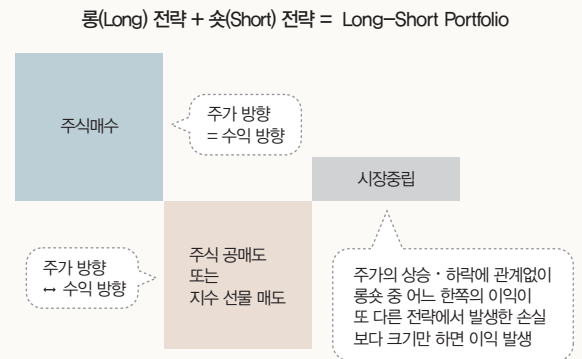 롱(Long) 전략 + 숏(Short) 전략 = Long-Short Portfolio
주식매수
주가 방향
= 수익 방향
시장중립
주가 방향
↔ 수익 방향
주식 공매도
또는
지수 선물 매도
주가의 상승 · 하락에 관계없이
롱숏 중 어느 한쪽의 이익이
또 다른 전략에서 발생한 손실
보다 크기만 하면 이익 발생